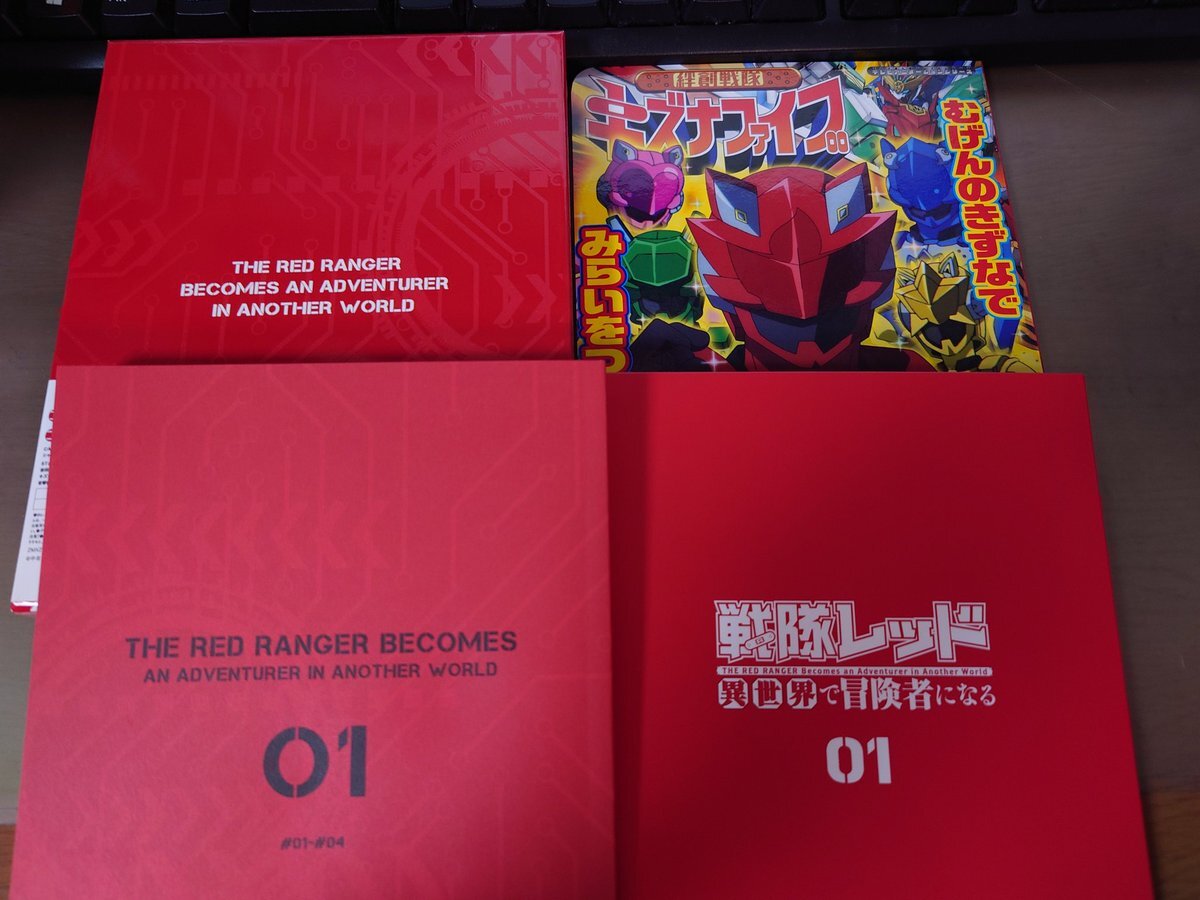 THE RED RANGER
BECOMES AN ADVENTURER
IN ANOTHER WORLD
絆創戦隊
キズナファイブ
むげんのきずなで
みらいをつ
THE RED RANGER BECOMES
AN ADVENTURER IN ANOTHER WORLD
01
#01~#04
戦隊レッド
THE RED RANGER Becomes an Adventurer in Another World
異世界で冒険者になる
01